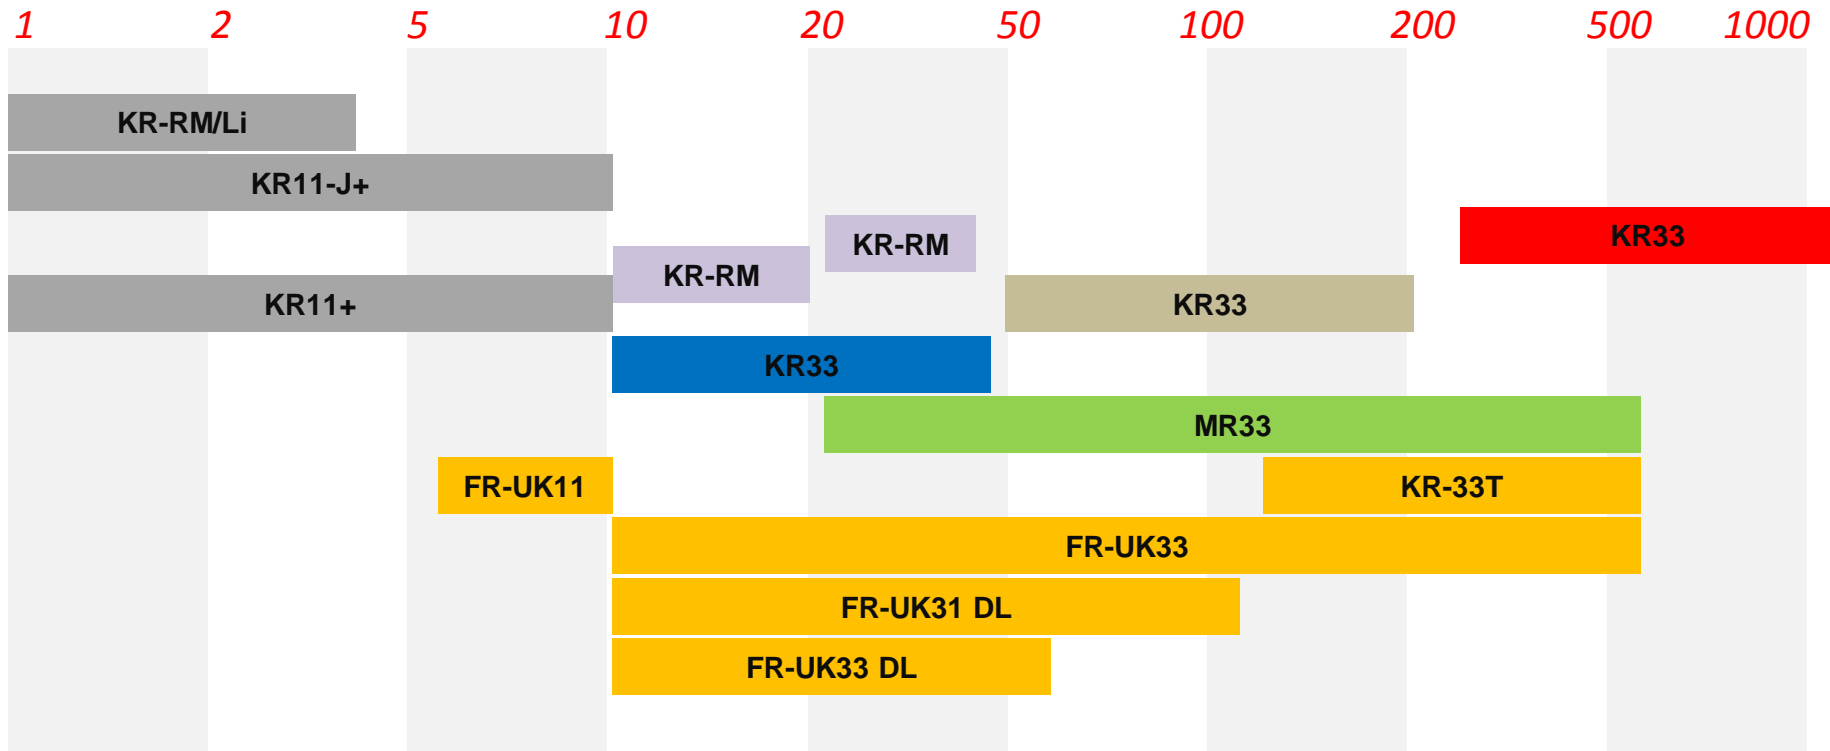 1 2 5 10 20 50 100 200 500 1000
KR-RM/Li
KR11-J+
KR33
KR-RM
KR-RM
KR11+
KR33
KR33
MR33
FR-UK11
KR-33T
FR-UK33
FR-UK31 DL
FR-UK33 DL